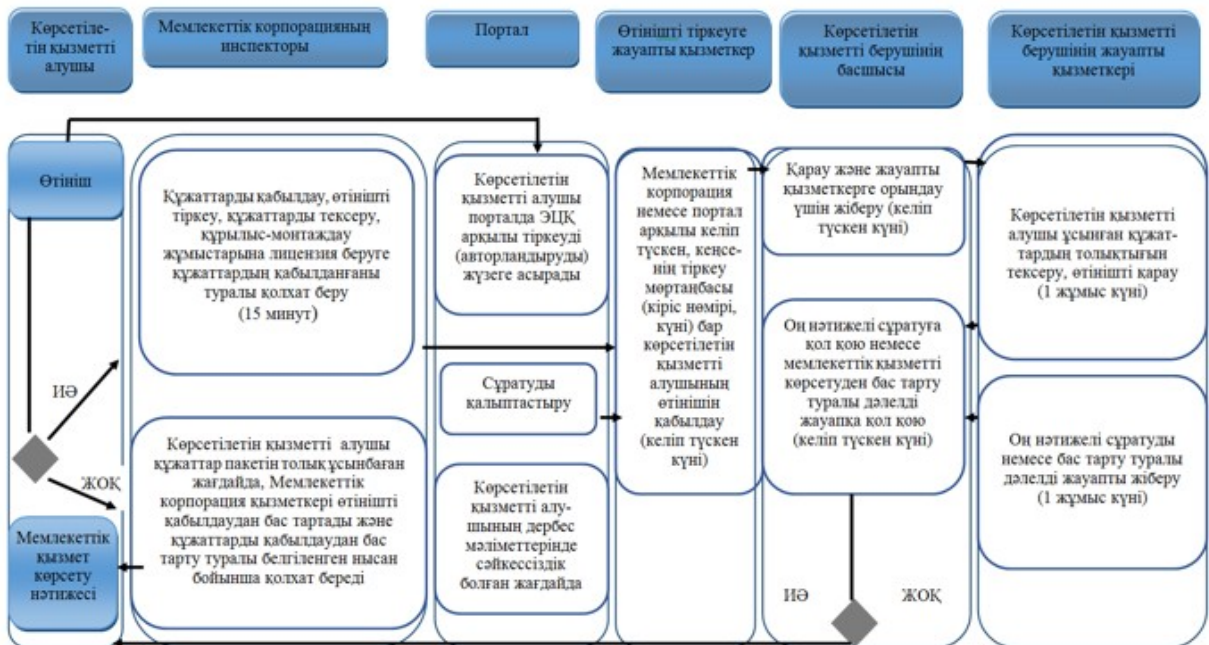 Көрсетіле-
тін қызметті
алушы
Мемлекеттік корпорацияның
инспекторы
Портал
Өтінішті тіркеуге
жауапты қызметкер
Көрсетілетін
қызметті берушінің
басшысы
Көрсетілетін қызметті
берушінің жауапты
қызметкері
Өтініш
ИӘ
ЖОҚ
Мемлекеттік
қызмет
көрсету
нәтижесі
Құжаттарды қабылдау, өтінішті
тіркеу, құжаттарды тексеру,
құрылыс-монтаждау
жұмыстарына лицензия беруге
құжаттардың қабылданғаны
туралы қолхат беру
(15 минут)
Көрсетілетін қызметті алушы
құжаттар пакетін толық ұсынбаған
жағдайда, Мемлекеттік
корпорация қызметкері өтінішті
қабылдаудан бас тартады және
құжаттарды қабылдаудан бас
тарту туралы белгіленген нысан
бойынша қолхат береді
Көрсетілетін
қызметті алушы
порталда ЭЦҚ
арқылы тіркеуді
(авторландыруды)
жүзеге асырады
Сұратуды
қалыптастыру
Көрсетілетін
қызметті алу-
шының дербес
мәліметтерінде
сәйкессіздік
болған жағдайда
Мемлекеттік
корпорация
немесе портал
арқылы келіп
түскен, кеңсе-
нің тіркеу
мөртаңбасы
(кіріс нөмірі,
күні) бар
көрсетілетін
қызметті
алушының
өтінішін
қабылдау
(келіп түскен
күні)
Қарау және жауапты
қызметкерге орындау
үшін жіберу (келіп
түскен күні)
Оң нәтижелі сұратуға
қол қою немесе
мемлекеттік қызметті
көрсетуден бас тарту
туралы дәлелді
жауапқа қол қою
(келіп түскен күні)
ИӘ
ЖОҚ
Көрсетілетін қызметті
алушы ұсынған құжат-
тардың толықтығын
тексеру, өтінішті қарау
(1 жұмыс күні)
Оң нәтижелі сұратуды
немесе бас тарту туралы
дәлелді жауапты жіберу
(1 жұмыс күні)